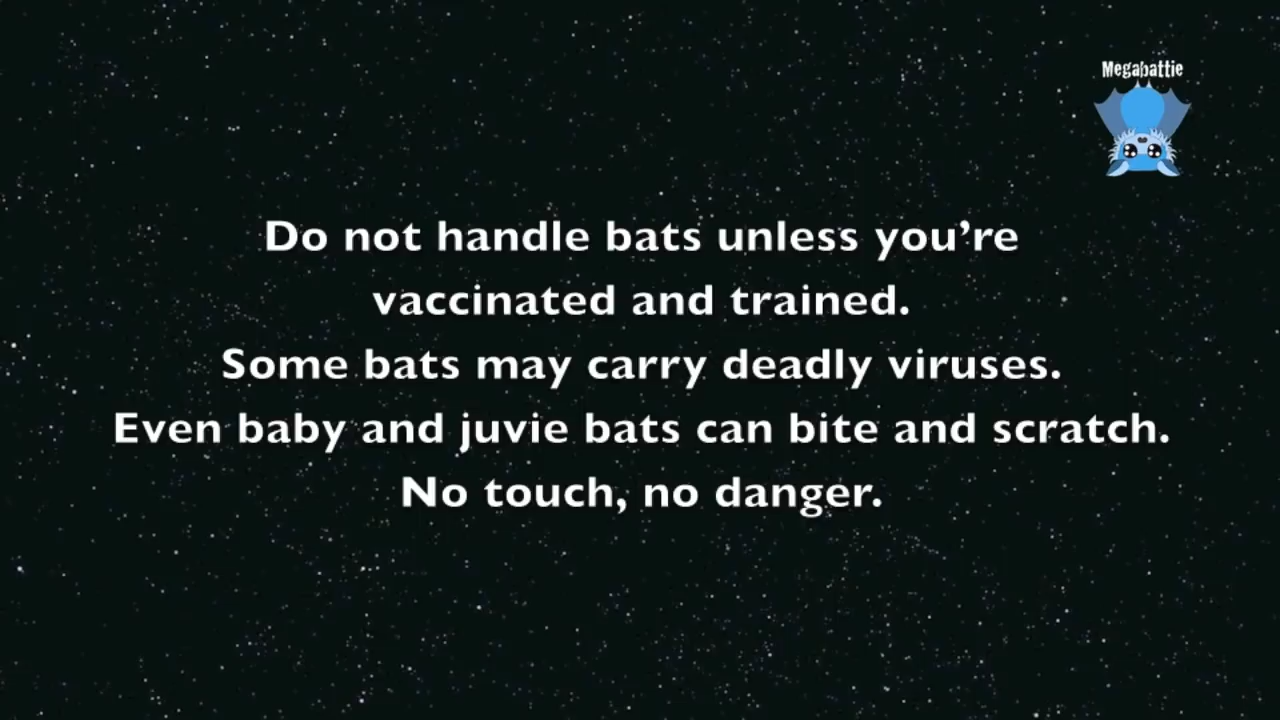 Megabattie
Do not handle bats unless you’re
vaccinated and trained.
Some bats may carry deadly viruses.
Even baby and juvie bats can bite and scratch.
No touch, no danger.